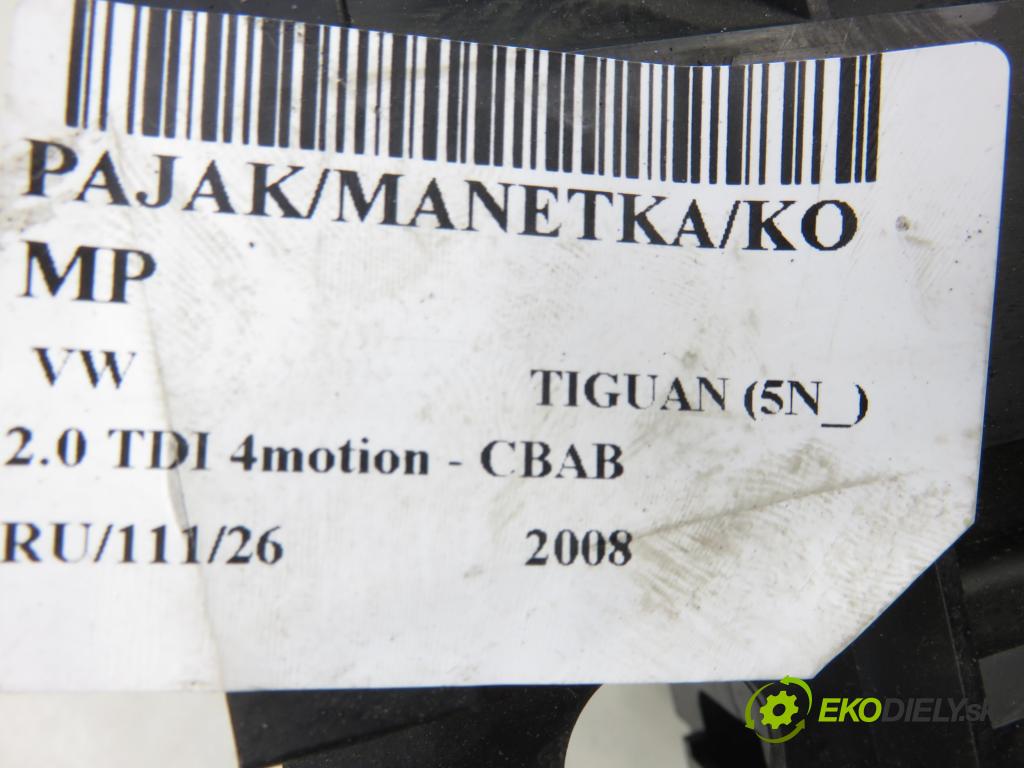 PAJAK/MANETKA/KO
MP
VW
TIGUAN (5N_)
2.0 TDI 4motion - CBAB
RU/111/26
2008
EKODIELY.sk